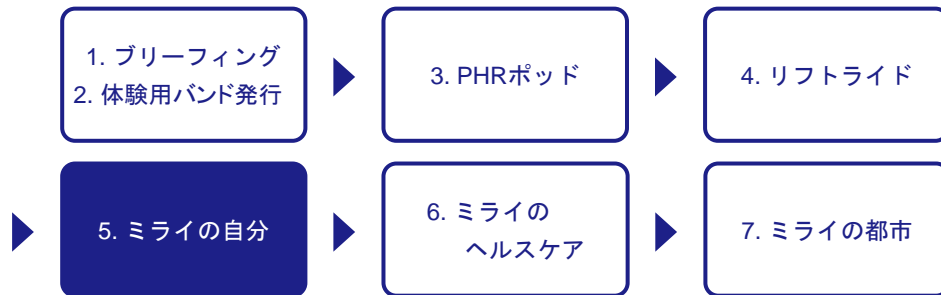 1. ブリーフィング
2. 体験用バンド発行
3. PHRポッド
4. リフトライド
5. ミライの自分
6. ミライの
ヘルスケア
7. ミライの都市